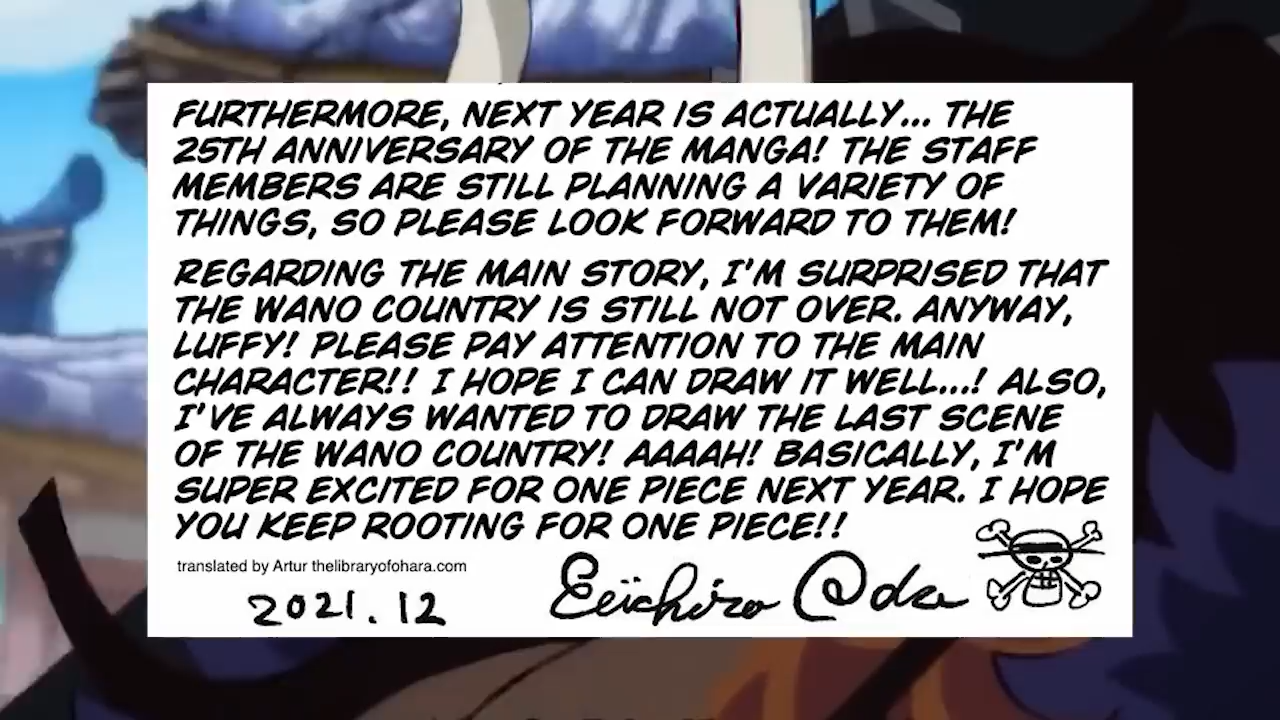 FURTHERMORE, NEXT YEAR IS ACTUALLY... THE
25TH ANNIVERSARY OF THE MANGA! THE STAFF
MEMBERS ARE STILL PLANNING A VARIETY OF
THINGS, SO PLEASE LOOK FORWARD TO THEM!
REGARDING THE MAIN STORY, I'M SURPRISED THAT
THE WANO COUNTRY IS STILL NOT OVER. ANYWAY,
LUFFY! PLEASE PAY ATTENTION TO THE MAIN
CHARACTER!! I HOPE I CAN DRAW IT WELL...! ALSO,
I'VE ALWAYS WANTED TO DRAW THE LAST SCENE
OF THE WANO COUNTRY! AAAAH! BASICALLY, I'M
SUPER EXCITED FOR ONE PIECE NEXT YEAR. I HOPE
YOU KEEP ROOTING FOR ONE PIECE!!
translated by Artur thelibraryofohara.com
2021.12 Eiichiro Oda